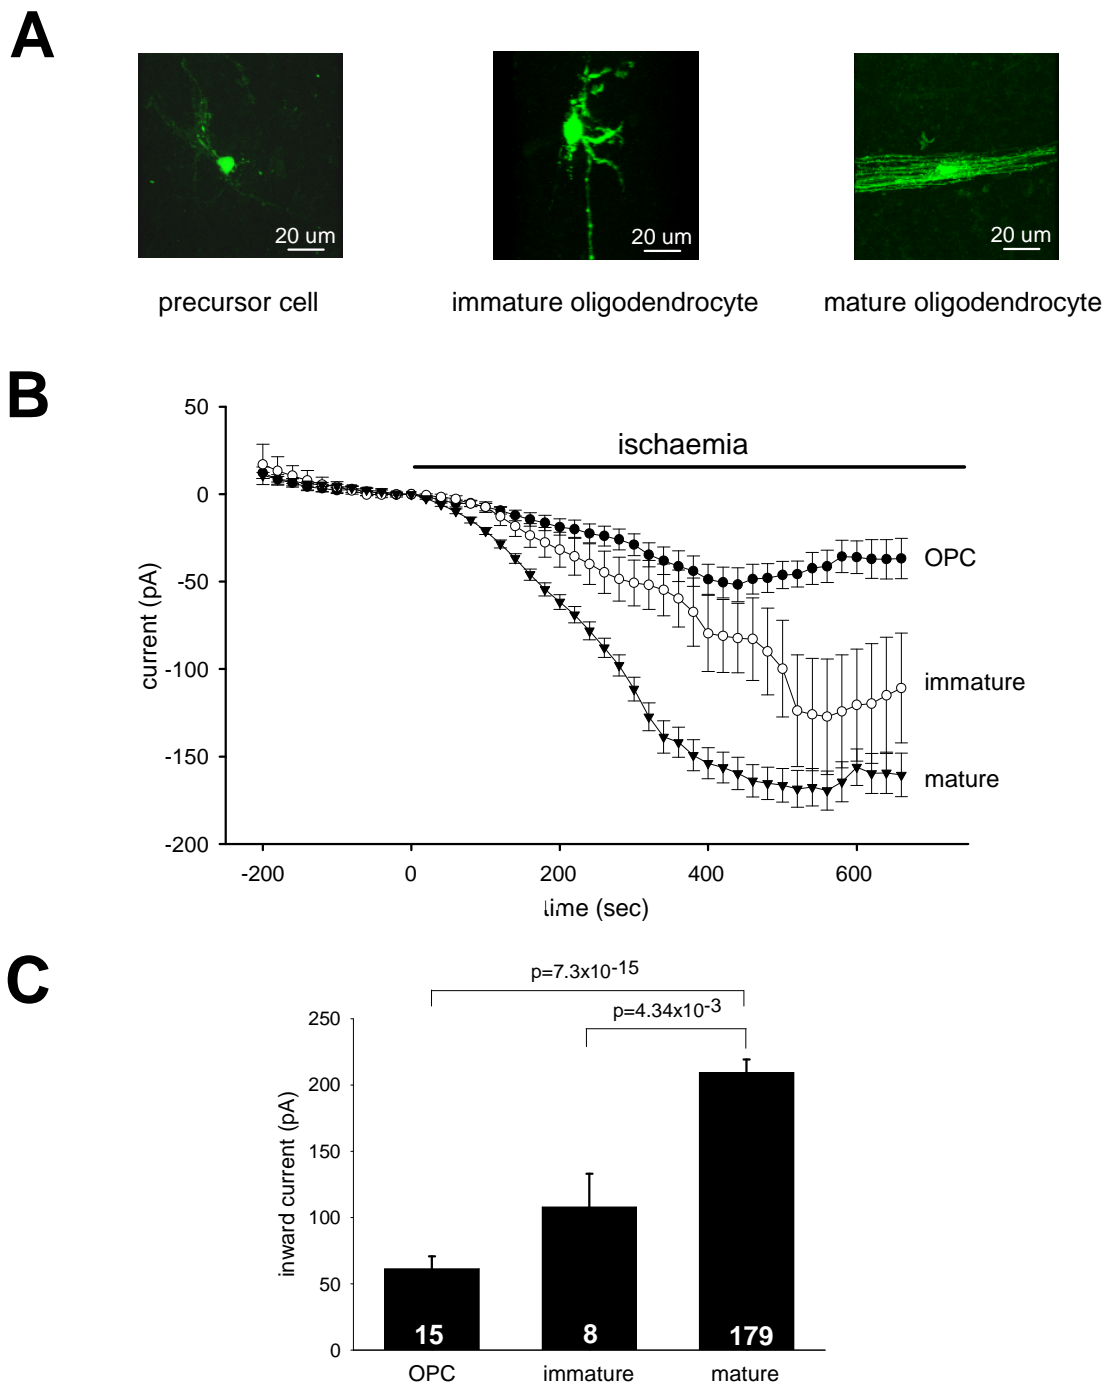 A
20 um
20 um
20 um
precursor cell
immature oligodendrocyte
mature oligodendrocyte
B
50
0
-50
-100
-150
-200
current (pA)
ischaemia
OPC
immature
mature
-200
0
200
400
600
time (sec)
C
p=7.3x10-15
p=4.34x10-3
250
200
150
100
50
0
inward current (pA)
15
8
179
OPC
immature
mature